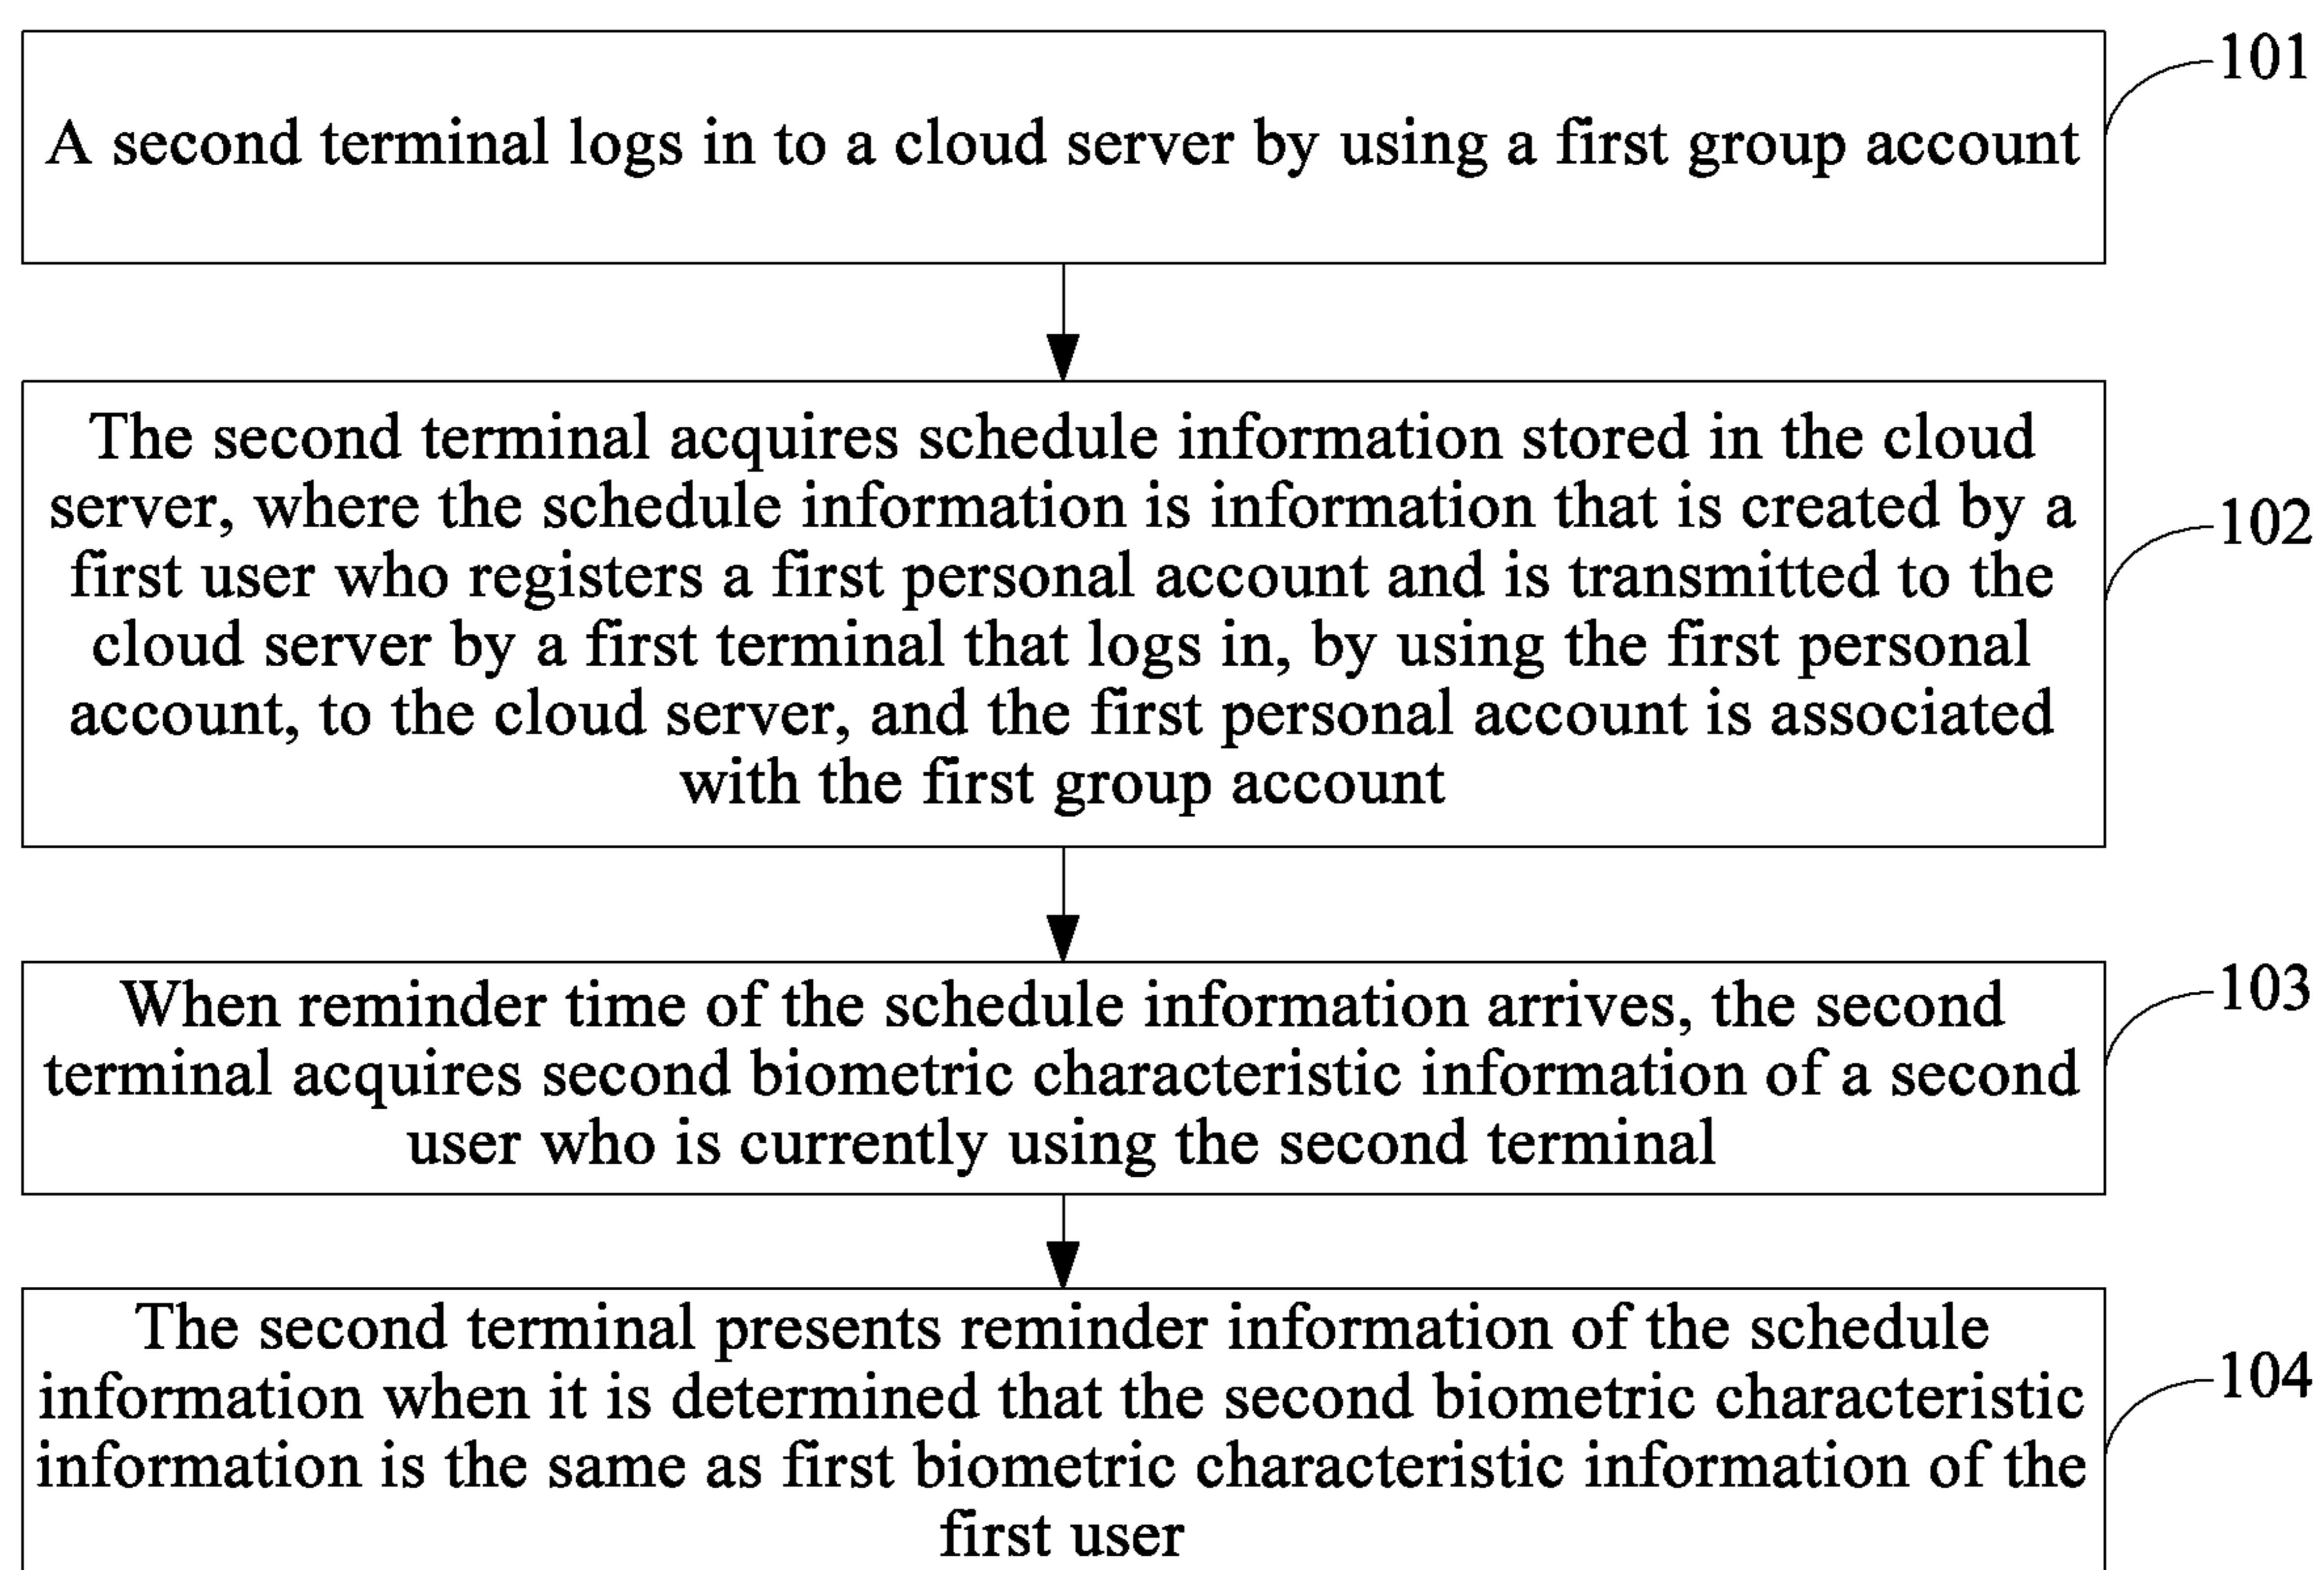 A second terminal logs in to a cloud server by using a first group account
101
The second terminal acquires schedule information stored in the cloud
server, where the schedule information is information that is created by a
first user who registers a first personal account and is transmitted to the
cloud server by a first terminal that logs in, by using the first personal
account, to the cloud server, and the first personal account is associated
with the first group account
102
When reminder time of the schedule information arrives, the second
terminal acquires second biometric characteristic information of a second
user who is currently using the second terminal
103
The second terminal presents reminder information of the schedule
information when it is determined that the second biometric characteristic
information is the same as first biometric characteristic information of the
first user
104